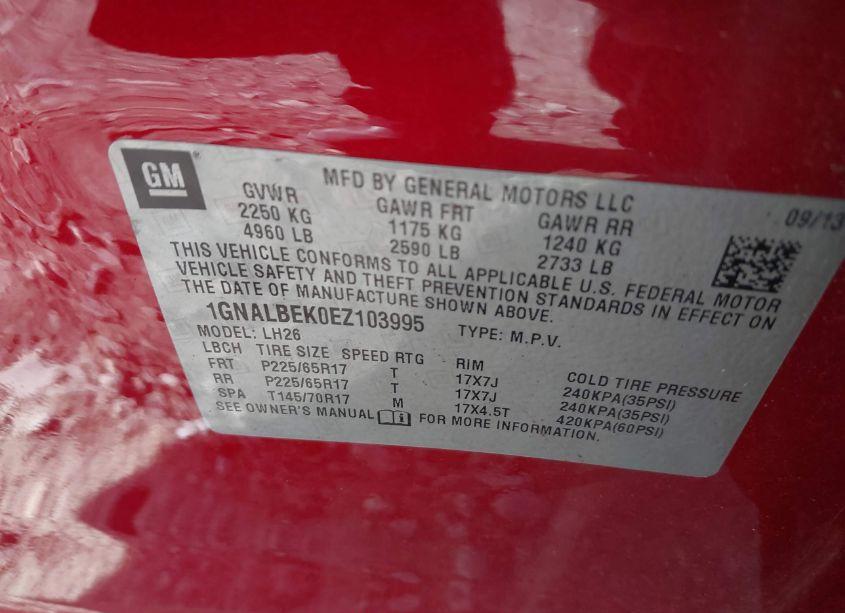 GM
MFD BY GENERAL MOTORS LLC
09/13
GVWR GAWR FRT GAWR RR
2250 KG 1175 KG 1240 KG
4960 LB 2590 LB 2733 LB
THIS VEHICLE CONFORMS TO ALL APPLICABLE U.S. FEDERAL MOTOR
VEHICLE SAFETY AND THEFT PREVENTION STANDARDS IN EFFECT ON
THE DATE OF MANUFACTURE SHOWN ABOVE.
1GNALBEK0EZ103995 TYPE: M.P.V.
MODEL: LH26
LBCH TIRE SIZE SPEED RTG RIM COLD TIRE PRESSURE
FRT P225/65R17 T 17X7J 240KPA(35PSI)
RR P225/65R17 T 17X7J 240KPA(35PSI)
SPA T145/70R17 M 17X4.5T 420KPA(60PSI)
SEE OWNER'S MANUAL i FOR MORE INFORMATION.